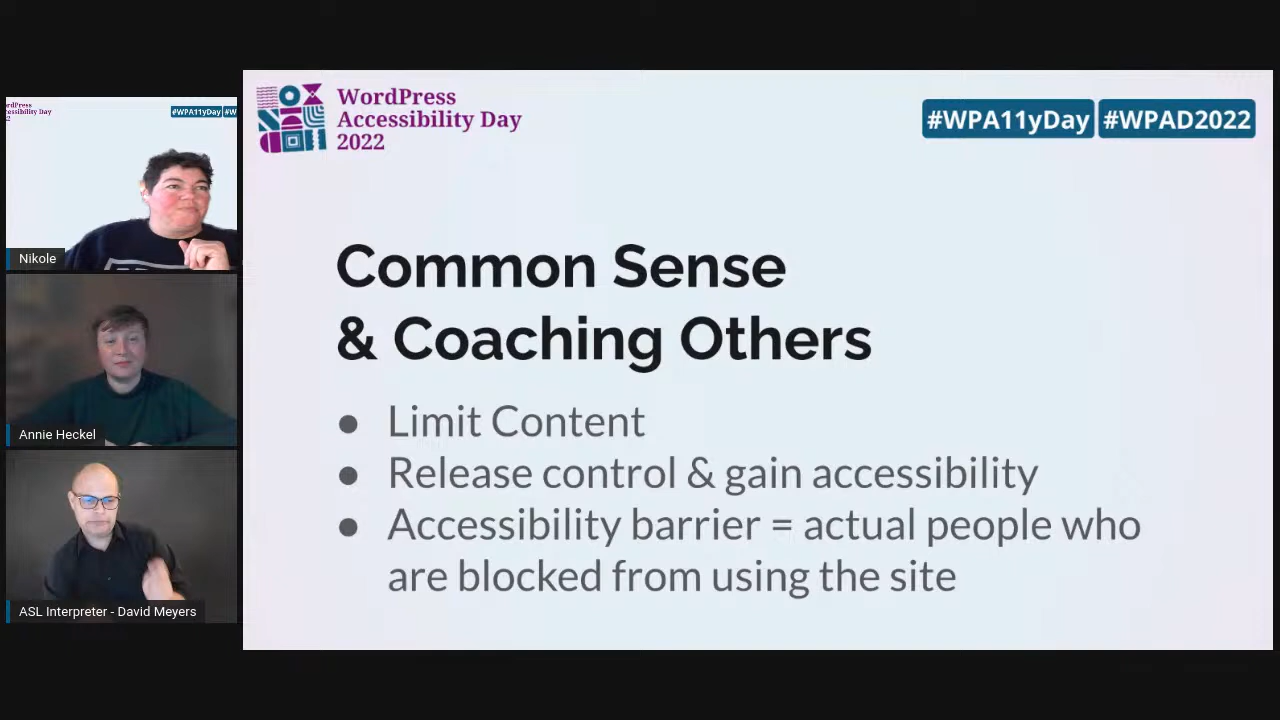 WordPress
Accessibility Day
2022
#WPA11yDay #WPAD2022
Common Sense
& Coaching Others
● Limit Content
● Release control & gain accessibility
● Accessibility barrier = actual people who
are blocked from using the site
#WPA11yDay #W
Nikole
Annie Heckel
ASL Interpreter - David Meyers